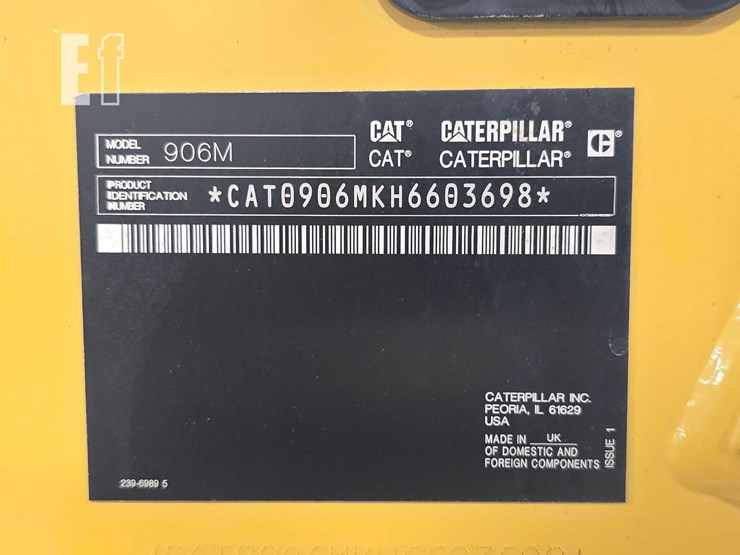 Ef
MODEL NUMBER 906M
CAT® CATERPILLAR®
CAT® CATERPILLAR®
PRODUCT IDENTIFICATION NUMBER *CAT0906MKH6603698*
CATERPILLAR INC.
PEORIA, IL 61629
USA
MADE IN UK
OF DOMESTIC AND
FOREIGN COMPONENTS
ISSUE 1
239-6989 5